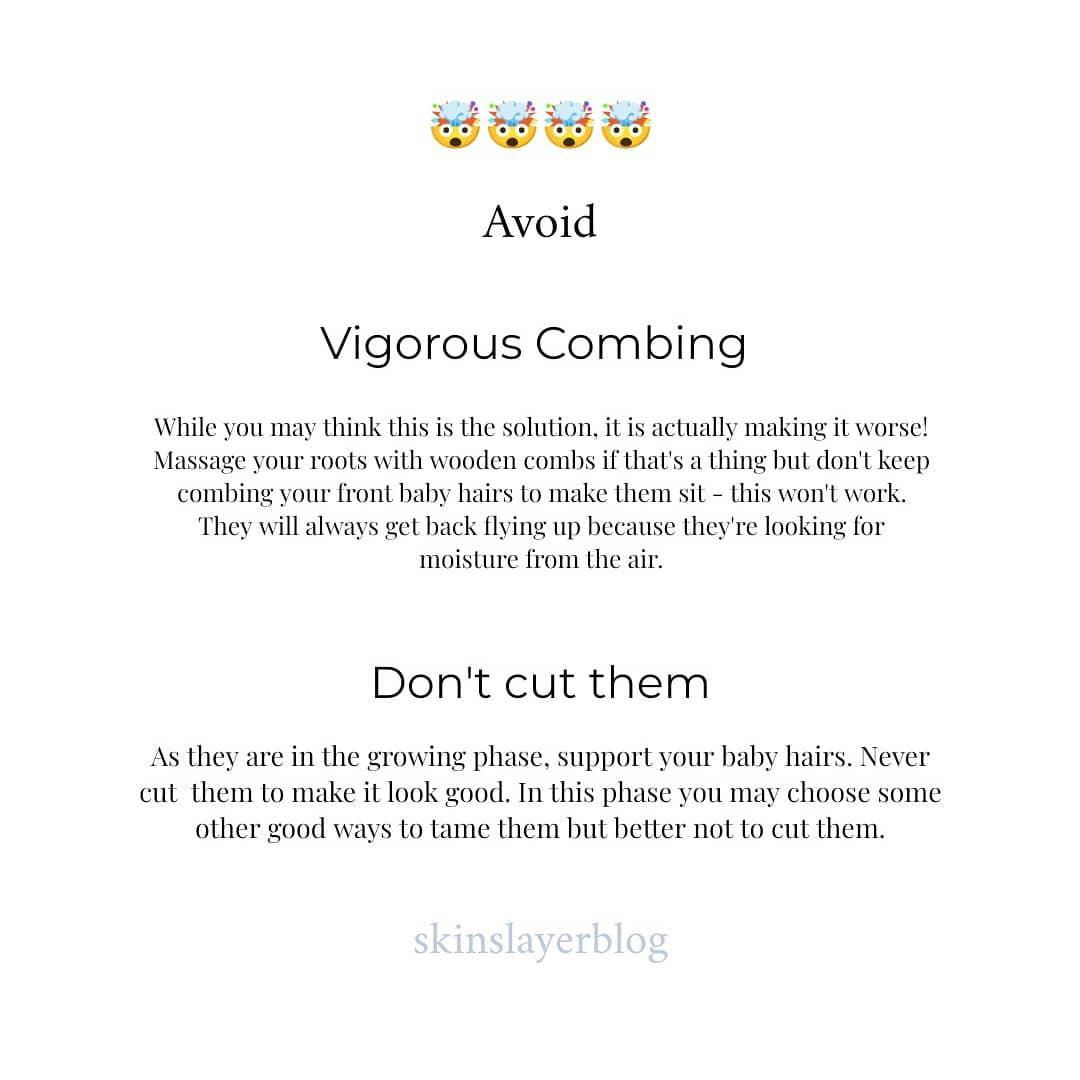 🤯🤯🤯🤯
Avoid
Vigorous Combing
While you may think this is the solution, it is actually making it worse!
Massage your roots with wooden combs if that's a thing but don't keep
combing your front baby hairs to make them sit - this won't work.
They will always get back flying up because they're looking for
moisture from the air.
Don't cut them
As they are in the growing phase, support your baby hairs. Never
cut  them to make it look good. In this phase you may choose some
other good ways to tame them but better not to cut them.
skinslayerblog